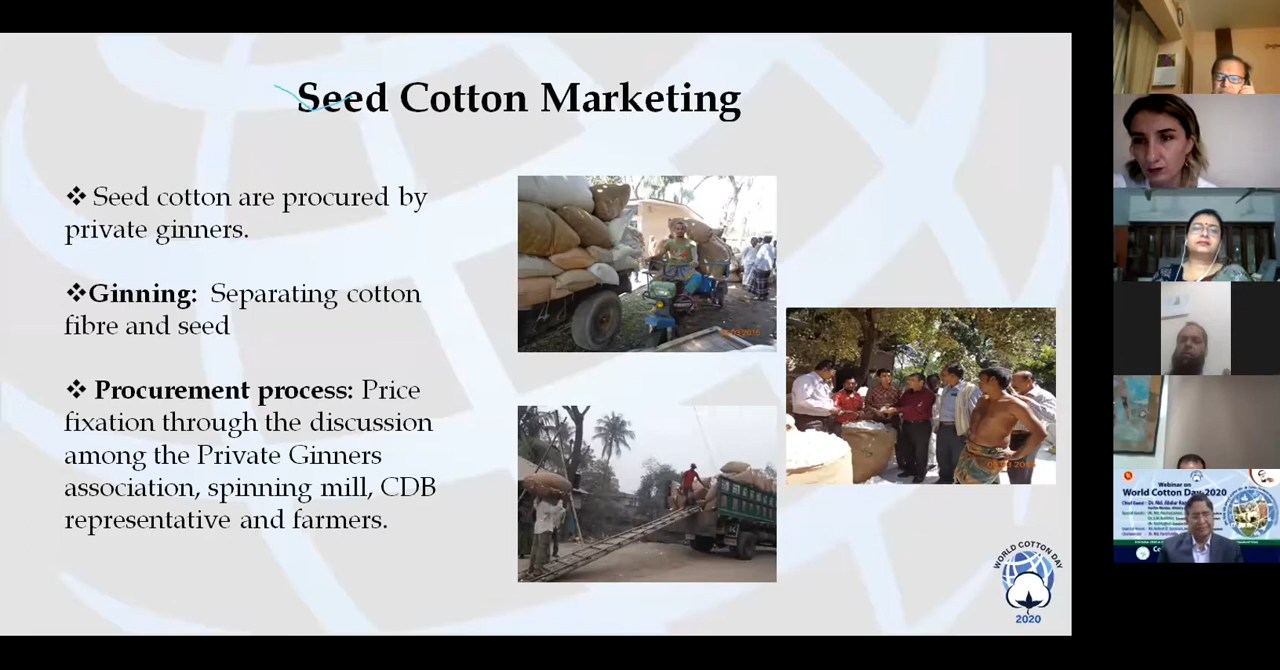 Seed Cotton Marketing
❖ Seed cotton are procured by
private ginners.
❖Ginning: Separating cotton
fibre and seed
❖ Procurement process: Price
fixation through the discussion
among the Private Ginners
association, spinning mill, CDB
representative and farmers.
WORLD COTTON DAY
2020
Webinar on
World Cotton Day 2020